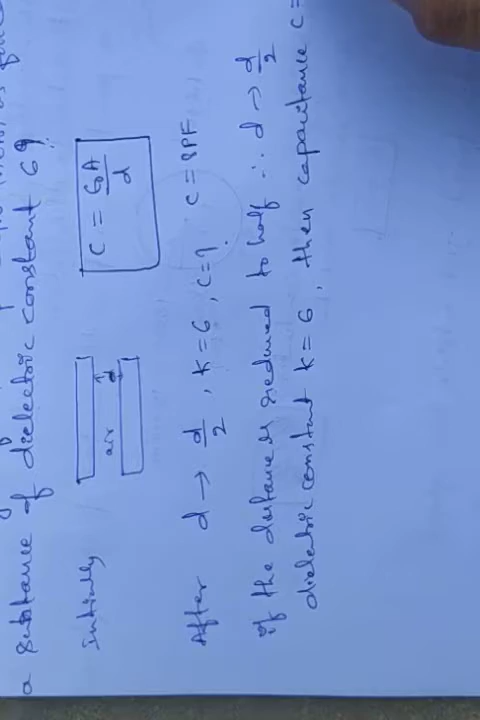 a substance of dielectric constant 6?
Initially air d C = ε₀A/d
After d → d/2, K = 6, C = ? C = 8PF
if the distance is reduced to half ∴ d → d/2
dielectric constant K = 6, then capacitance C =